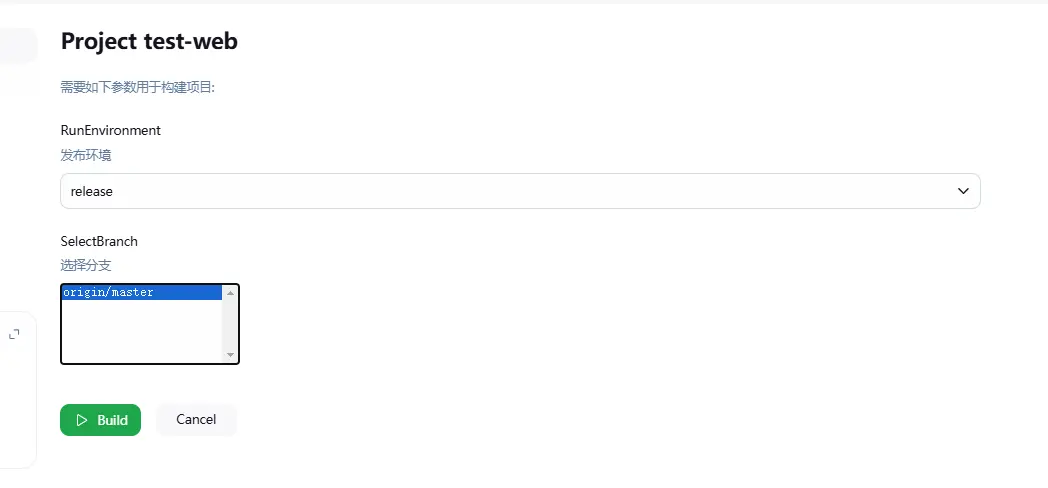 Project test-web
需要如下参数用于构建项目:
RunEnvironment
发布环境
release
SelectBranch
选择分支
origin/master
Build
Cancel